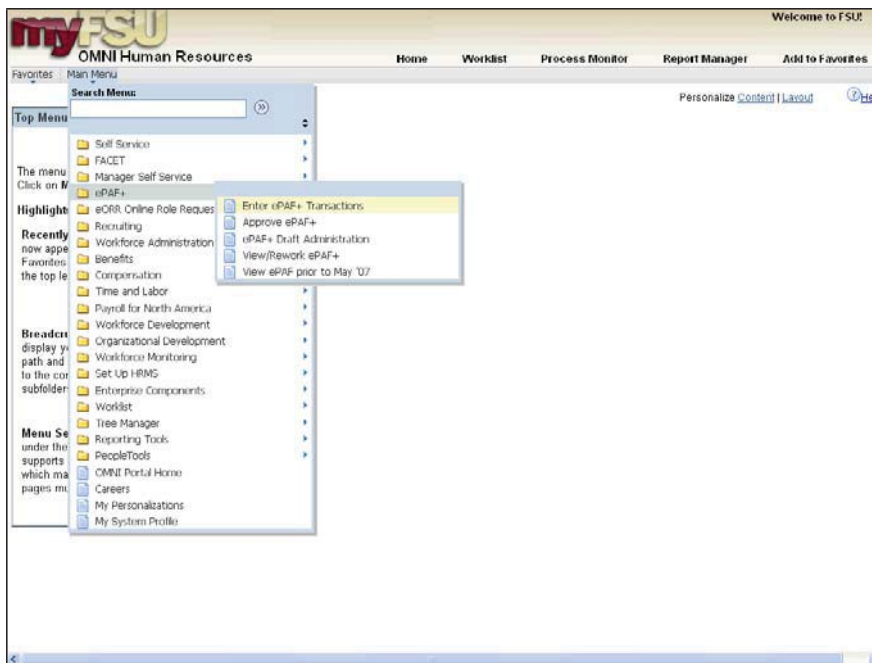 myFSU
Welcome to FSU!
OMNI Human Resources
Home Worklist Process Monitor Report Manager Add to Favorites
Favorites Main Menu
Personalize Content | Layout
Search Menu:
Top Menu
Self Service
FACET
The menu
Manager Self Service
Click on
ePAF+
Enter ePAF+ Transactions
Highlight
eORR Online Role Reques
Approve ePAF+
Recruiting
Recently
Workforce Administration
ePAF+ Draft Administration
now appe
Favorites
Benefits
View/Rework ePAF+
the top le
Compensation
View ePAF prior to May '07
Time and Labor
Payroll for North America
Workforce Development
Breadcr
display y
Organizational Development
path and
Workforce Monitoring
to the cor
Set Up HRMS
subfolder
Enterprise Components
Worklist
Tree Manager
Menu Se
Reporting Tools
under the
PeopleTools
supports
OMNI Portal Home
which ma
Careers
pages mu
My Personalizations
My System Profile